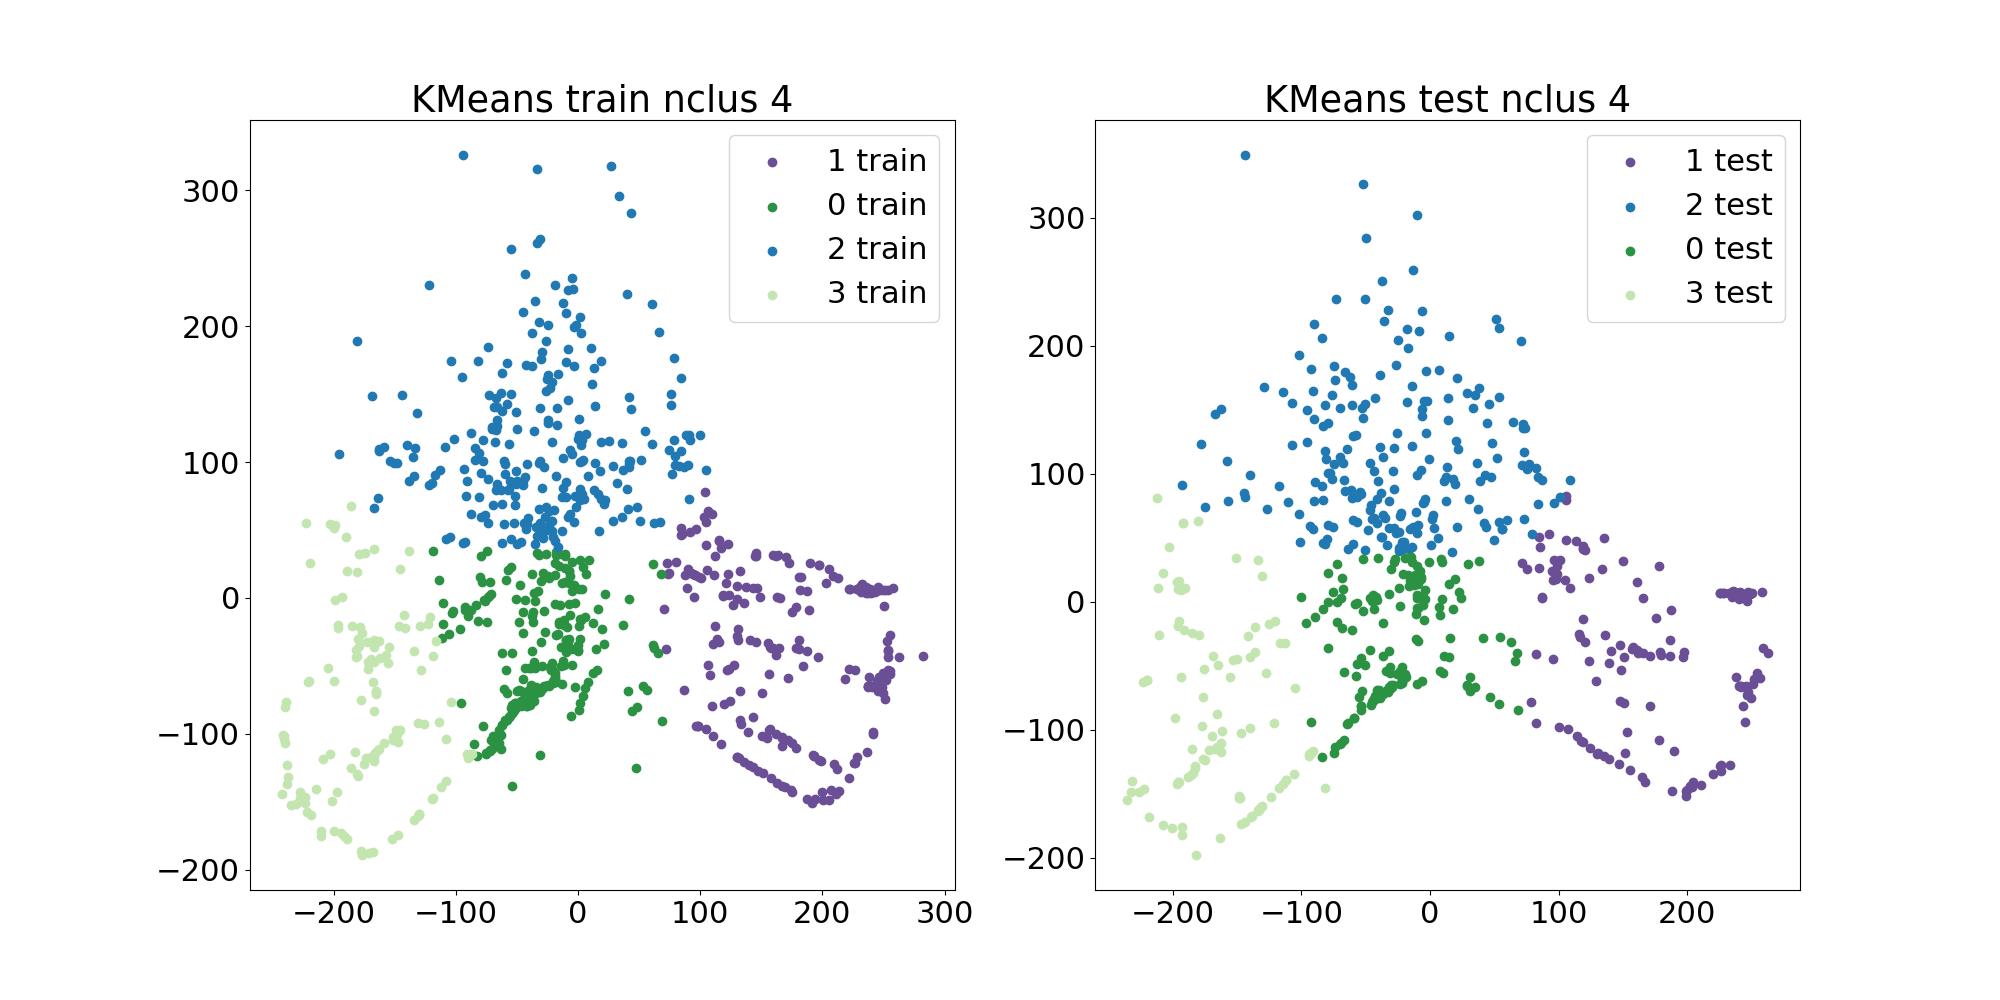 KMeans train nclus 4
1 train
0 train
2 train
3 train
300
200
100
0
−100
−200
−200 −100 0 100 200 300
KMeans test nclus 4
1 test
2 test
0 test
3 test
300
200
100
0
−100
−200
−200 −100 0 100 200